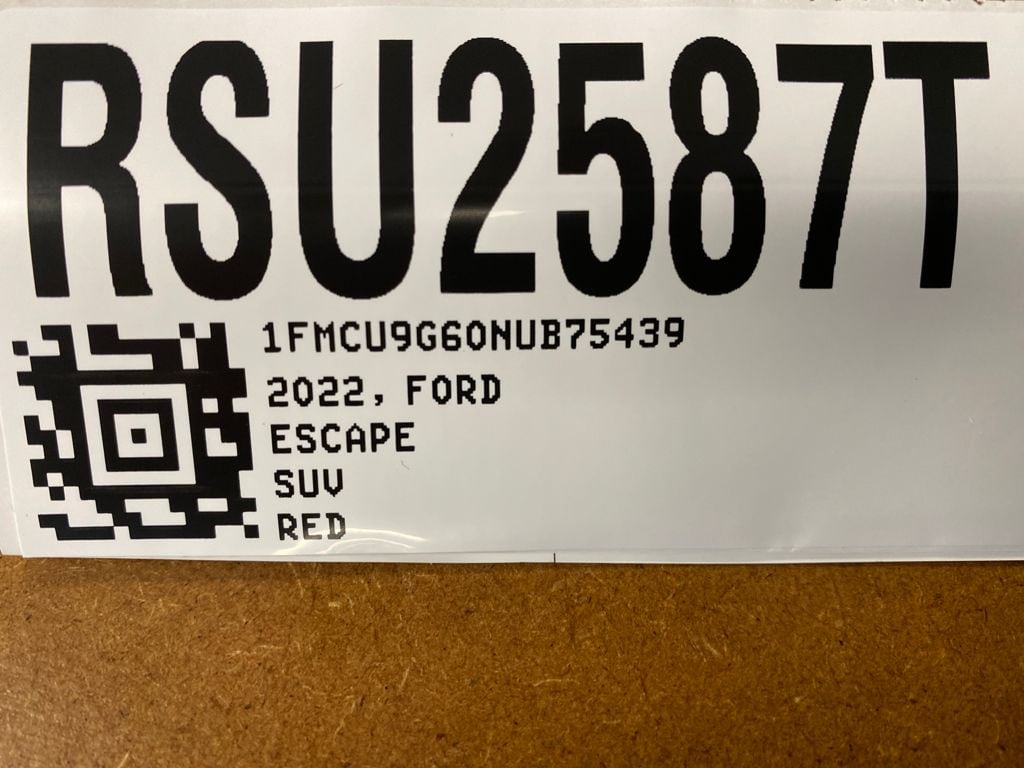 RSU2587T
1FMCU9G60NUB75439
2022, FORD
ESCAPE
SUV
RED